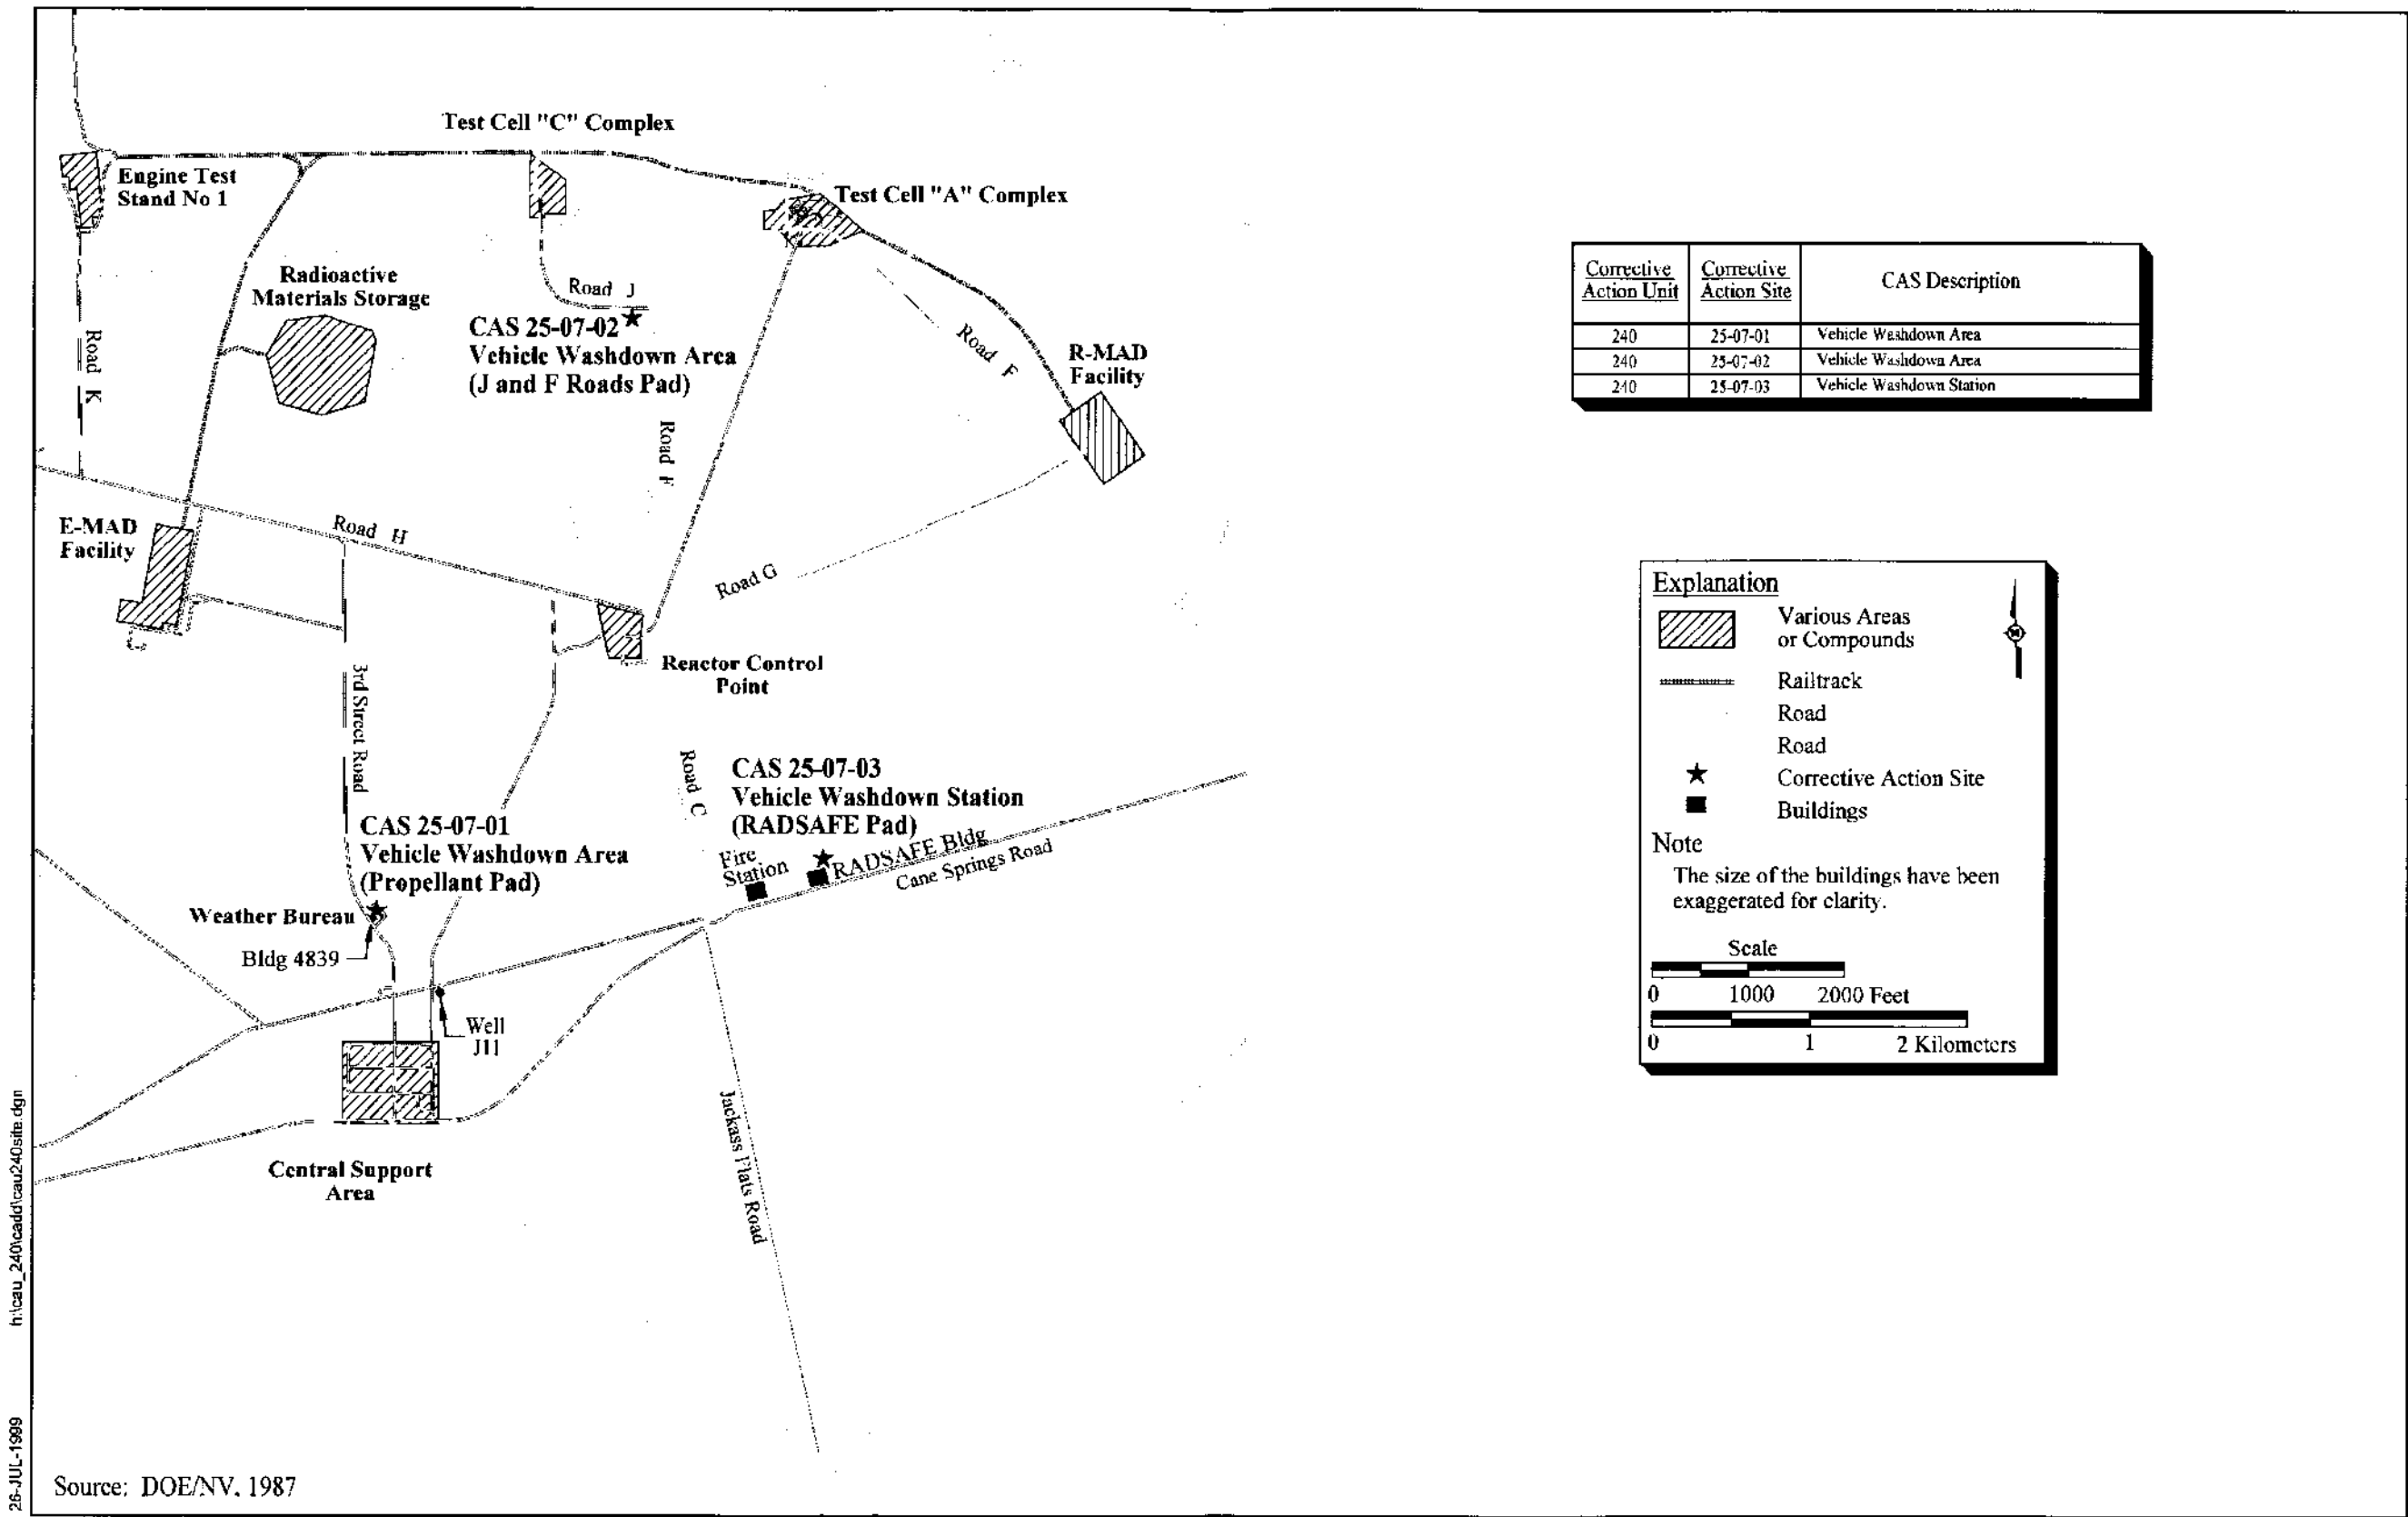 Test Cell "C" Complex
Engine Test
Stand No 1
Test Cell "A" Complex
Radioactive
Materials Storage
Road J
CAS 25-07-02
Vehicle Washdown Area
(J and F Roads Pad)
Road K
Road F
R-MAD
Facility
Road F
E-MAD
Facility
Road H
Road G
Reactor Control
Point
3rd Street Road
Road C
CAS 25-07-03
Vehicle Washdown Station
(RADSAFE Pad)
CAS 25-07-01
Vehicle Washdown Area
(Propellant Pad)
Fire
Station
RADSAFE Bldg
Cane Springs Road
Weather Bureau
Bldg 4839
Well
J11
Jackass Flats Road
Central Support
Area
Source: DOE/NV, 1987
Corrective
Action Unit
Corrective
Action Site
CAS Description
240 25-07-01 Vehicle Washdown Area
240 25-07-02 Vehicle Washdown Area
240 25-07-03 Vehicle Washdown Station
Explanation
Various Areas
or Compounds
Railtrack
Road
Road
Corrective Action Site
Buildings
Note
The size of the buildings have been
exaggerated for clarity.
Scale
0 1000 2000 Feet
0 1 2 Kilometers
26-JUL-1999 h:\cau_240\cadd\cau240site.dgn